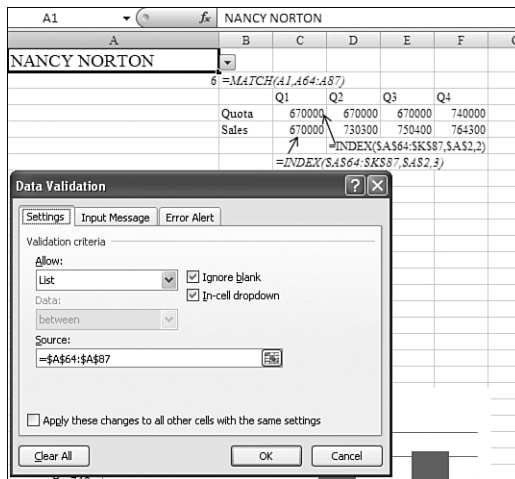 A1 fx NANCY NORTON
A B C D E F
NANCY NORTON
6 =MATCH(A1,A64:A87)
Q1 Q2 Q3 Q4
Quota 670000 670000 670000 740000
Sales 670000 730300 750400 764300
=INDEX($A$64:$K$87,$A$2,2)
=INDEX($A$64:$K$87,$A$2,3)
Data Validation
Settings Input Message Error Alert
Validation criteria
Allow:
List
Ignore blank
Data:
In-cell dropdown
between
Source:
=$A$64:$A$87
Apply these changes to all other cells with the same settings
Clear All OK Cancel